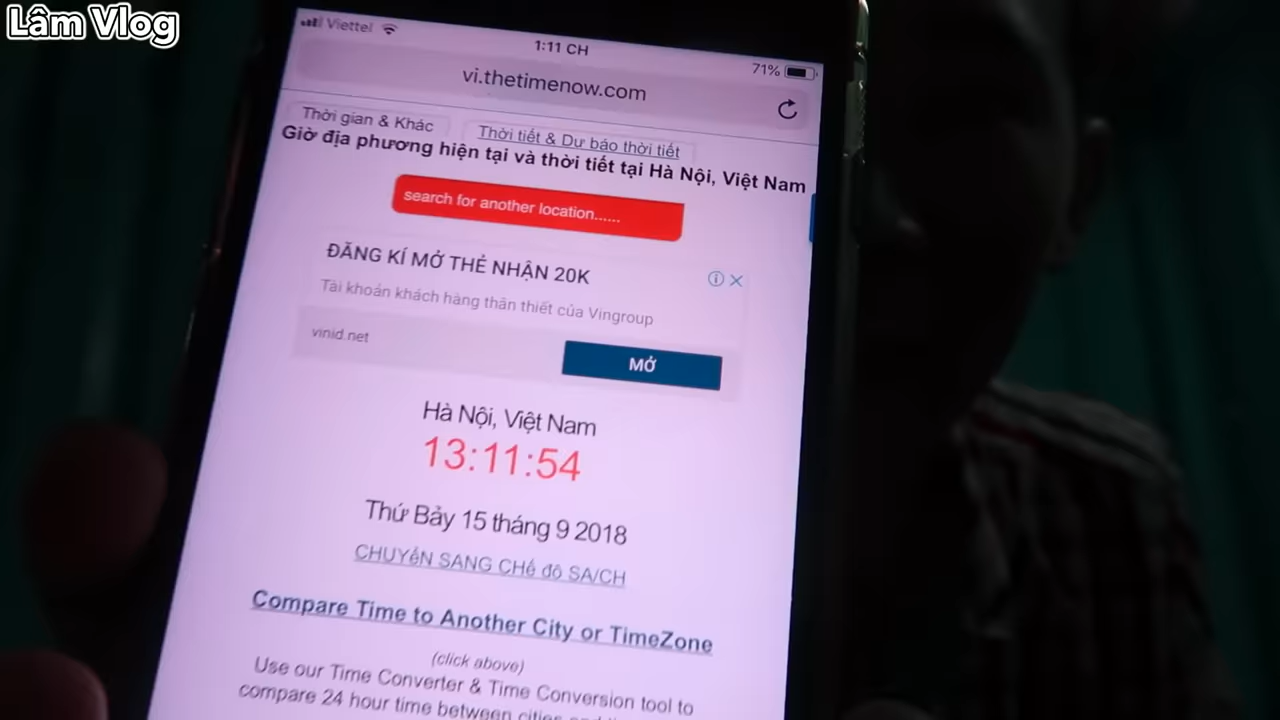 Lâm Vlog
Viettel
1:11 CH
71%
vi.thetimenow.com
Thời gian & Khác
Thời tiết & Dự báo thời tiết
Giờ địa phương hiện tại và thời tiết tại Hà Nội, Việt Nam
search for another location......
ĐĂNG KÍ MỞ THẺ NHẬN 20K
Tài khoản khách hàng thân thiết của Vingroup
vinid.net
MỞ
Hà Nội, Việt Nam
13:11:54
Thứ Bảy 15 tháng 9 2018
CHUYểN SANG CHế độ SA/CH
Compare Time to Another City or TimeZone
(click above)
Use our Time Converter & Time Conversion tool to
compare 24 hour time between cities and